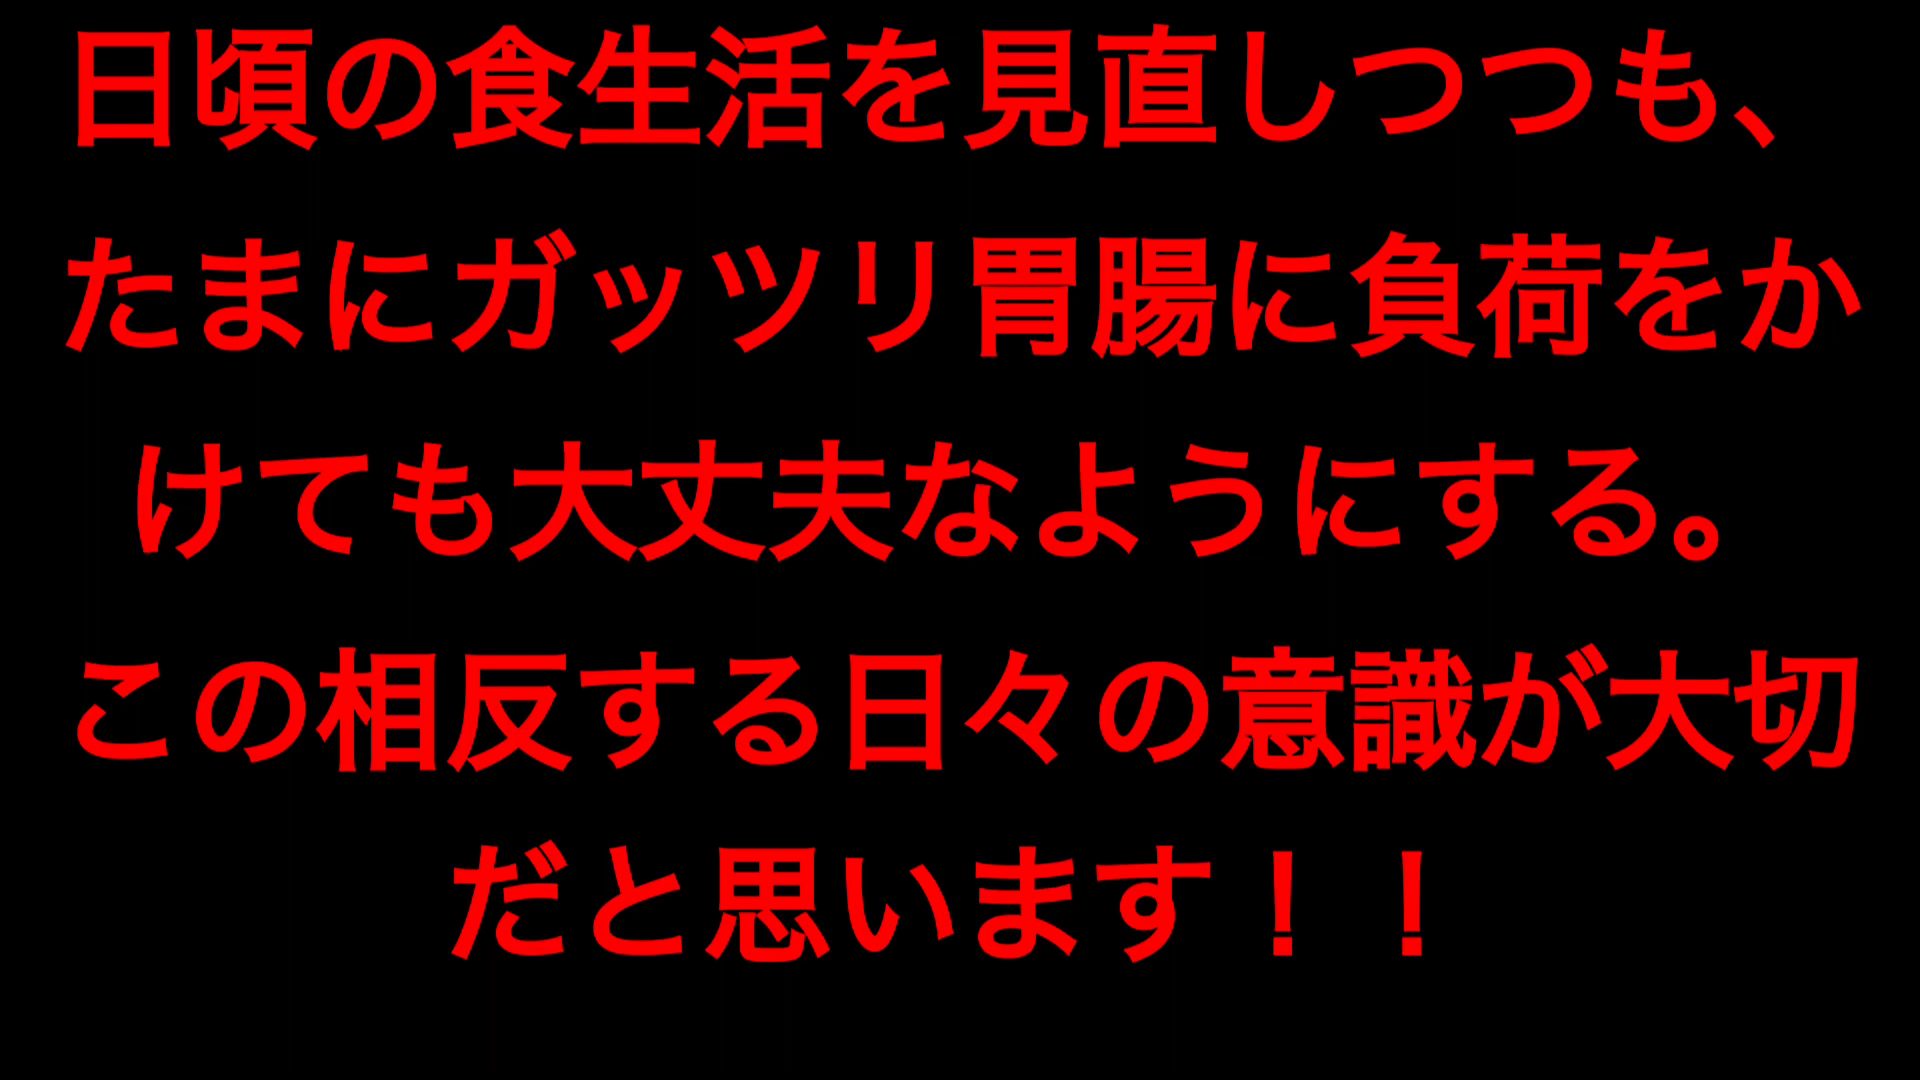 日頃の食生活を見直しつつも、
たまにガッツリ胃腸に負荷をか
けても大丈夫なようにする。
この相反する日々の意識が大切
だと思います！！